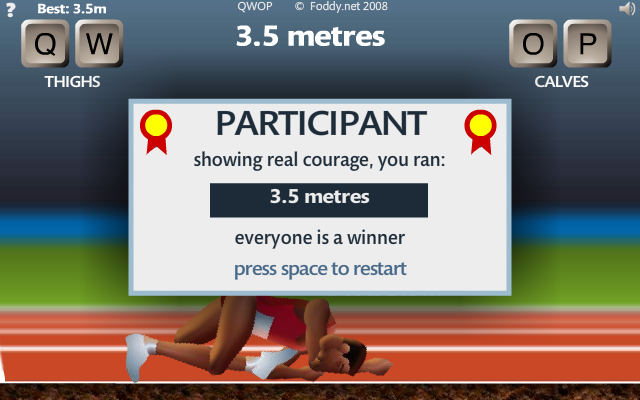 ?
Best: 3.5m
QWOP © Foddy.net 2008
3.5 metres
Q W
O P
THIGHS
CALVES
PARTICIPANT
showing real courage, you ran:
3.5 metres
everyone is a winner
press space to restart